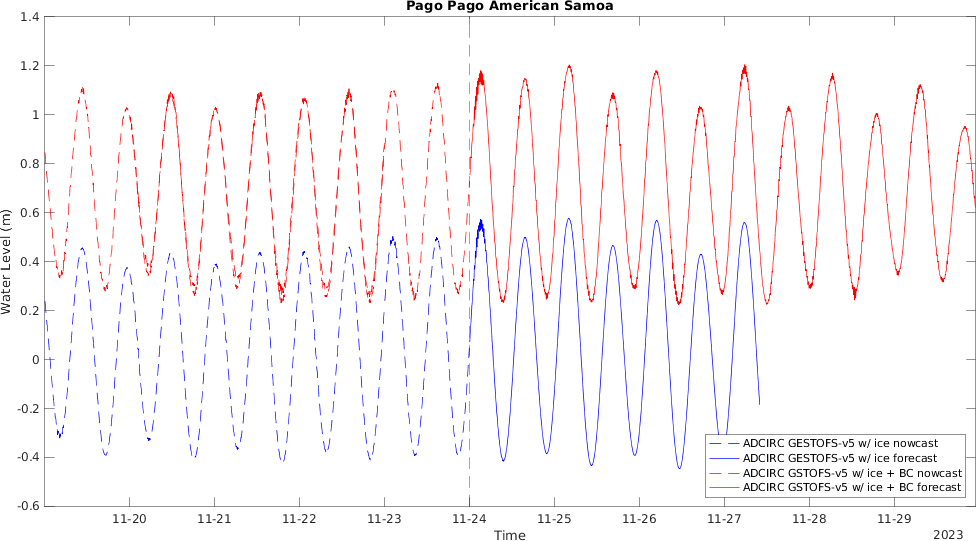 Pago Pago American Samoa
1.4
1.2
1
0.8
0.6
0.4
0.2
0
-0.2
-0.4
-0.6
Water Level (m)
ADCIRC GESTOFS-v5 w/ ice nowcast
ADCIRC GESTOFS-v5 w/ ice forecast
ADCIRC GSTOFS-v5 w/ ice + BC nowcast
ADCIRC GSTOFS-v5 w/ ice + BC forecast
11-20 11-21 11-22 11-23 11-24 11-25 11-26 11-27 11-28 11-29
Time
2023